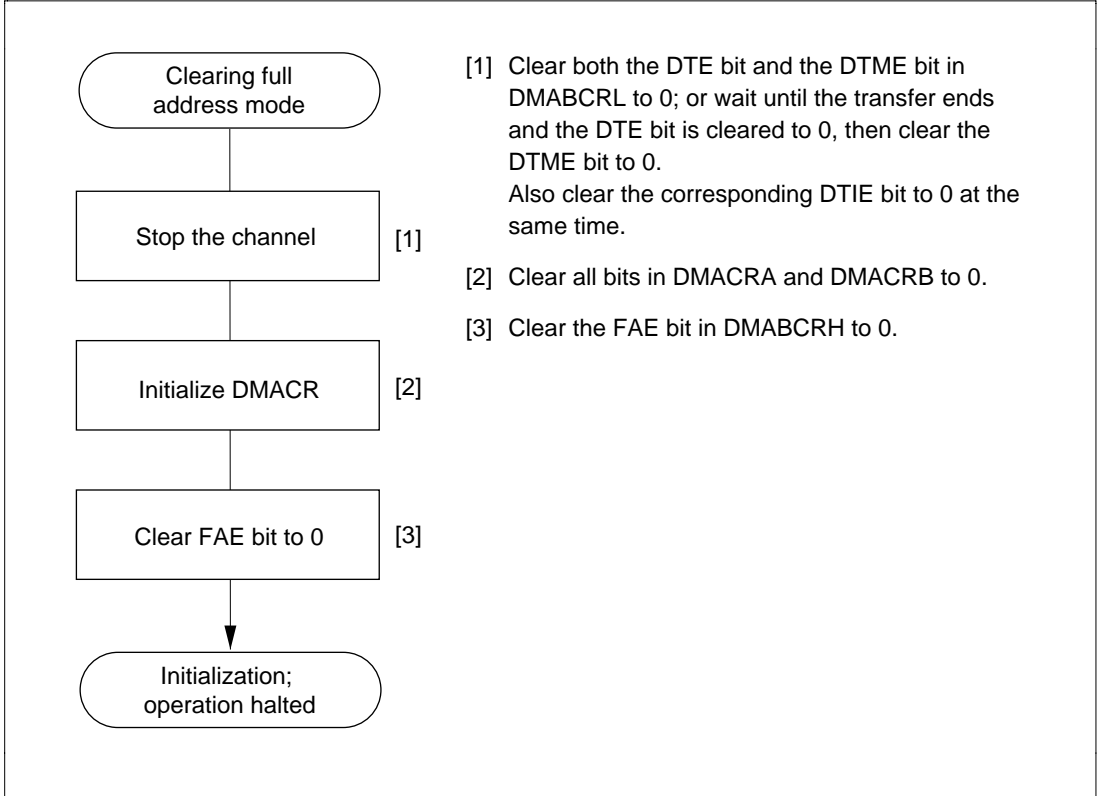 Clearing full
address mode
Stop the channel [1]
Initialize DMACR [2]
Clear FAE bit to 0 [3]
Initialization;
operation halted
[1] Clear both the DTE bit and the DTME bit in
DMABCRL to 0; or wait until the transfer ends
and the DTE bit is cleared to 0, then clear the
DTME bit to 0.
Also clear the corresponding DTIE bit to 0 at the
same time.
[2] Clear all bits in DMACRA and DMACRB to 0.
[3] Clear the FAE bit in DMABCRH to 0.